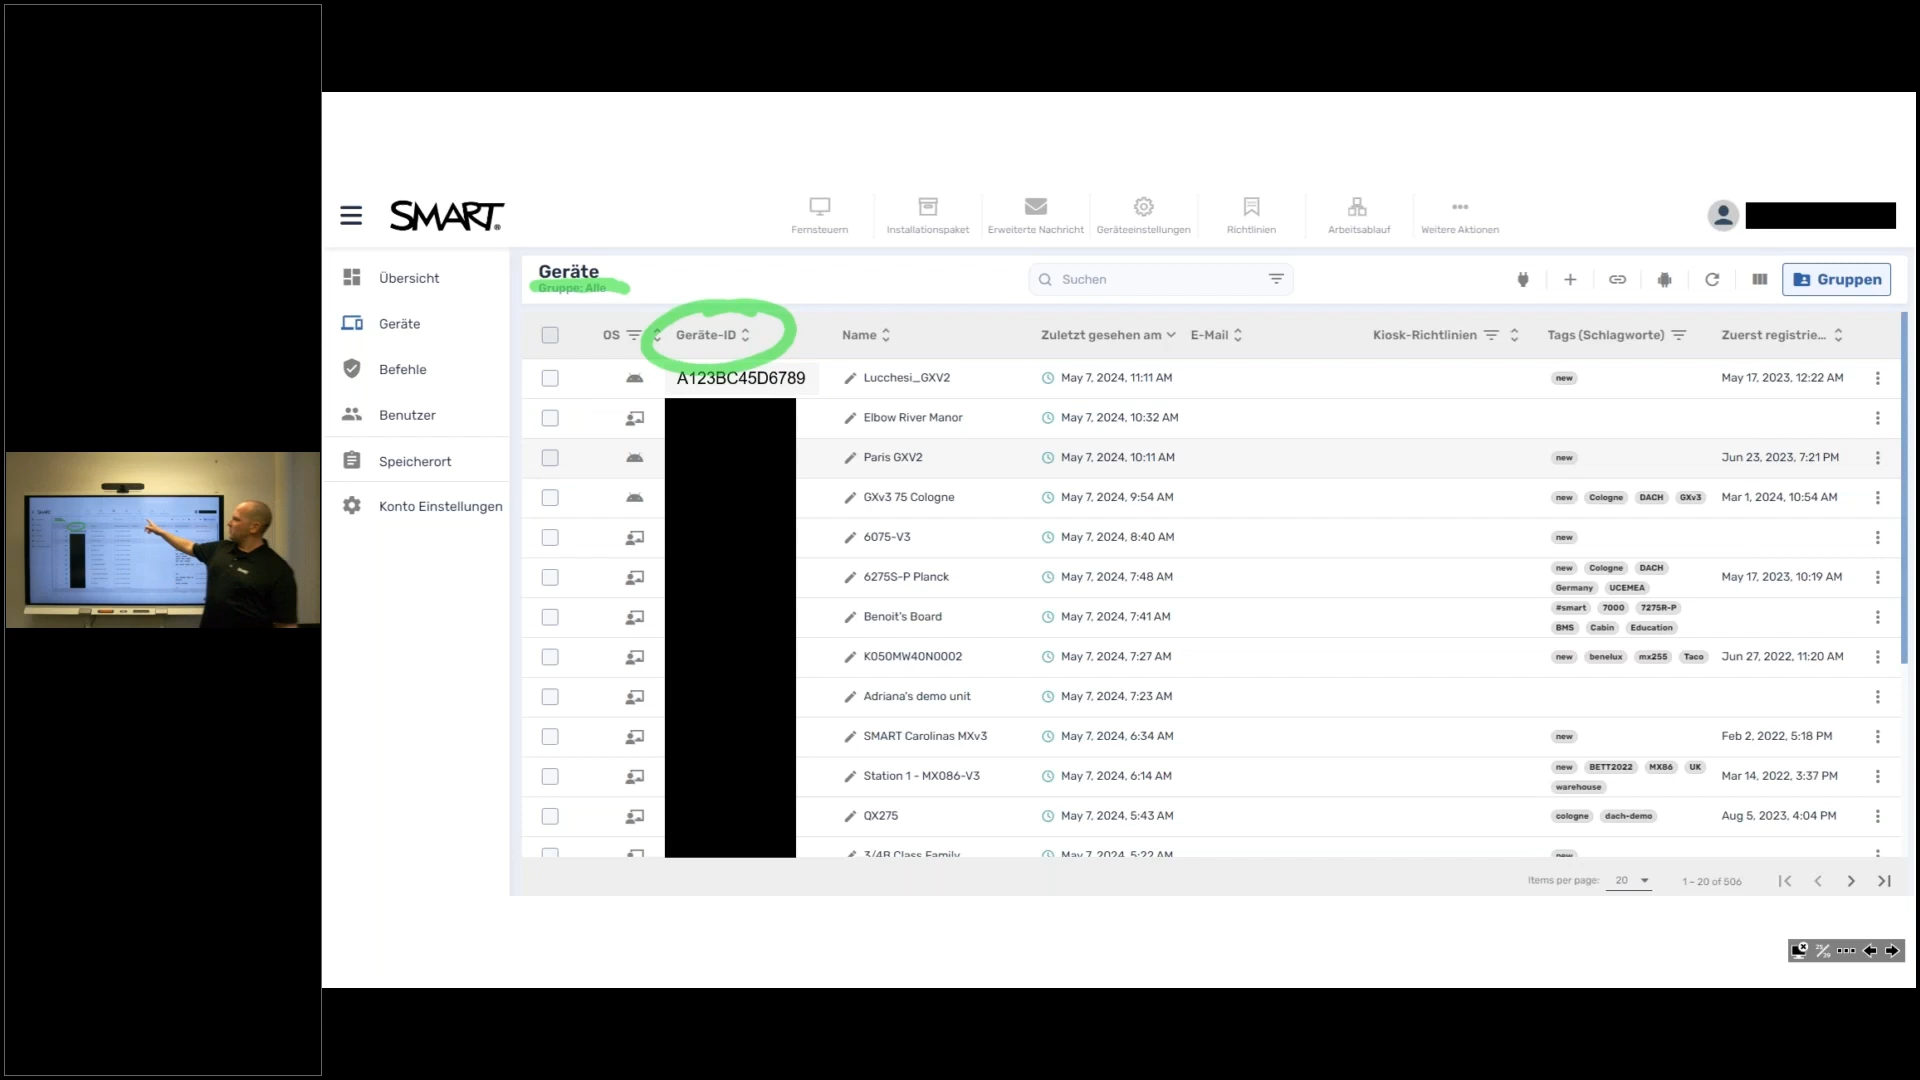 SMART
Fernsteuern
Installationspaket
Erweiterte Nachricht
Geräteeinstellungen
Richtlinien
Arbeitsablauf
Weitere Aktionen
Übersicht
Geräte
Befehle
Benutzer
Speicherort
Konto Einstellungen
Geräte
Gruppe: Alle
Suchen
Gruppen
OS Geräte-ID Name Zuletzt gesehen am E-Mail Kiosk-Richtlinien Tags (Schlagworte) Zuerst registrie...
A123BC45D6789 Lucchesi_GXV2 May 7, 2024, 11:11 AM new May 17, 2023, 12:22 AM
Elbow River Manor May 7, 2024, 10:32 AM
Paris GXV2 May 7, 2024, 10:11 AM new Jun 23, 2023, 7:21 PM
GXv3 75 Cologne May 7, 2024, 9:54 AM new Cologne DACH GXv3 Mar 1, 2024, 10:54 AM
6075-V3 May 7, 2024, 8:40 AM new
6275S-P Planck May 7, 2024, 7:48 AM new Cologne DACH May 17, 2023, 10:19 AM
Germany UCEMEA
Benoit's Board May 7, 2024, 7:41 AM #smart 7000 7275R-P
BMS Cabin Education
K050MW40N0002 May 7, 2024, 7:27 AM new benelux mx255 Taco Jun 27, 2022, 11:20 AM
Adriana's demo unit May 7, 2024, 7:23 AM
SMART Carolinas MXv3 May 7, 2024, 6:34 AM new Feb 2, 2022, 5:18 PM
Station 1 - MX086-V3 May 7, 2024, 6:14 AM new BETT2022 MX86 UK Mar 14, 2022, 3:37 PM
warehouse
QX275 May 7, 2024, 5:43 AM cologne dach-demo Aug 5, 2023, 4:04 PM
3/4B Class Family May 7, 2024, 5:22 AM new
Items per page: 20 1 – 20 of 506